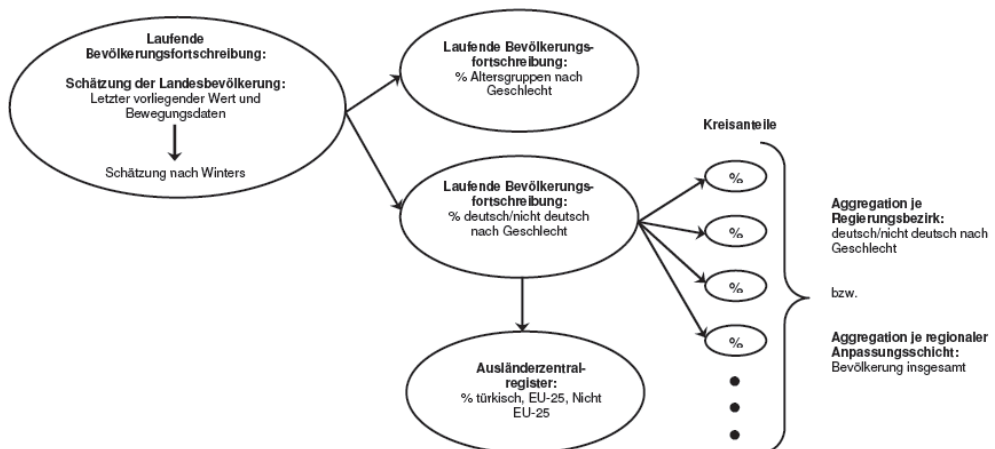 Laufende
Bevölkerungsfortschreibung:
Schätzung der Landesbevölkerung:
Letzter vorliegender Wert und
Bewegungsdaten
Schätzung nach Winters
Laufende Bevölkerungs-
fortschreibung:
% Altersgruppen nach
Geschlecht
Laufende Bevölkerungs-
fortschreibung:
% deutsch/nicht deutsch
nach Geschlecht
Ausländerzentral-
register:
% türkisch, EU-25, Nicht
EU-25
Kreisanteile
%
%
%
%
Aggregation je
Regierungsbezirk:
deutsch/nicht deutsch nach
Geschlecht
bzw.
Aggregation je regionaler
Anpassungsschicht:
Bevölkerung insgesamt